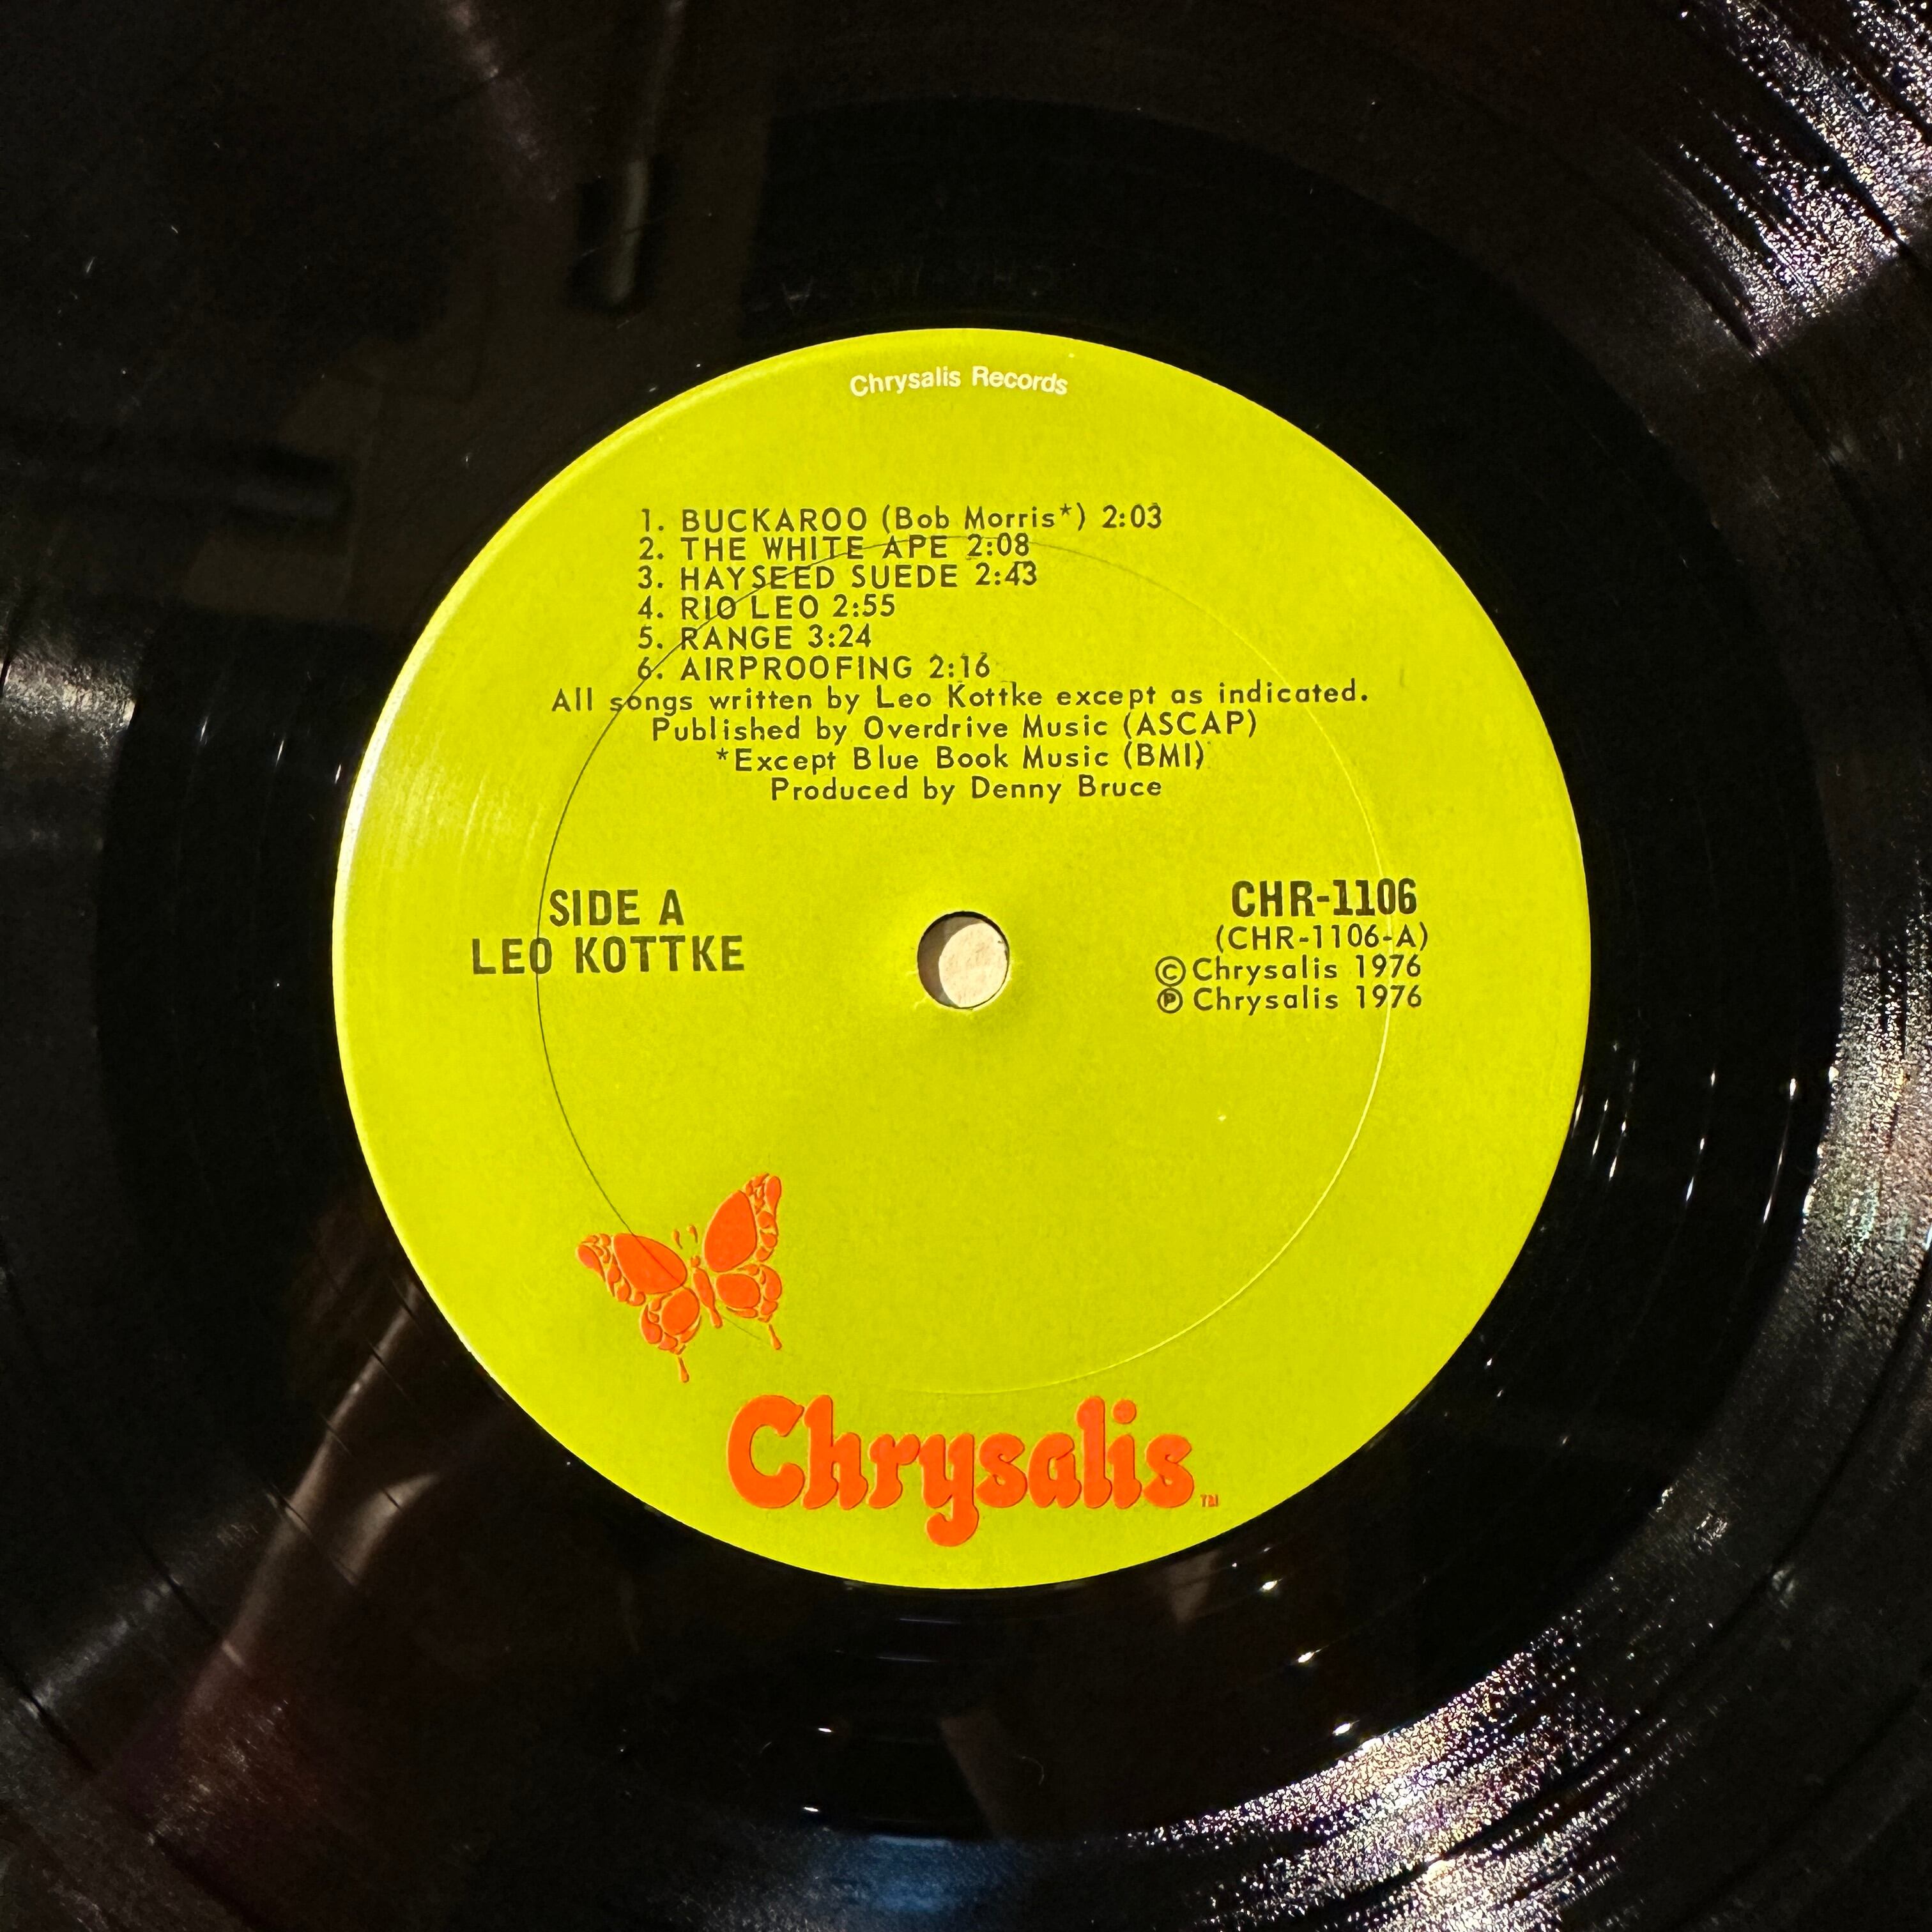 Chrysalis Records
1. BUCKAROO (Bob Morris*) 2:03
2. THE WHITE APE 2:08
3. HAYSEED SUEDE 2:43
4. RIO LEO 2:55
5. RANGE 3:24
6. AIRPROOFING 2:16
All songs written by Leo Kottke except as indicated.
Published by Overdrive Music (ASCAP)
*Except Blue Book Music (BMI)
Produced by Denny Bruce
SIDE A
LEO KOTTKE
CHR-1106
(CHR-1106-A)
©Chrysalis 1976
℗ Chrysalis 1976
Chrysalis™